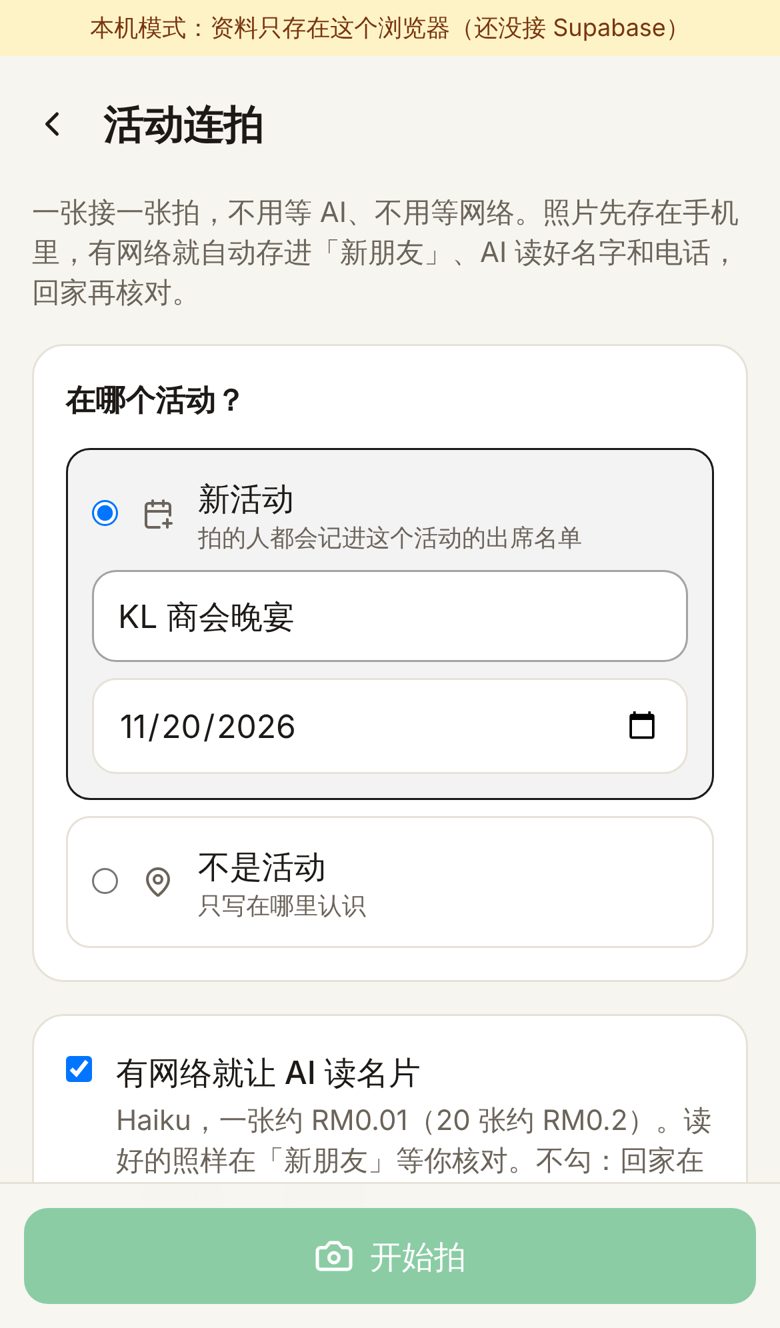 本机模式：资料只存在这个浏览器（还没接 Supabase）
活动连拍
一张接一张拍，不用等 AI、不用等网络。照片先存在手机
里，有网络就自动存进「新朋友」、AI 读好名字和电话，
回家再核对。
在哪个活动？
新活动
拍的人都会记进这个活动的出席名单
KL 商会晚宴
11/20/2026
不是活动
只写在哪里认识
有网络就让 AI 读名片
Haiku，一张约 RM0.01（20 张约 RM0.2）。读
好的照样在「新朋友」等你核对。不勾：回家在
开始拍